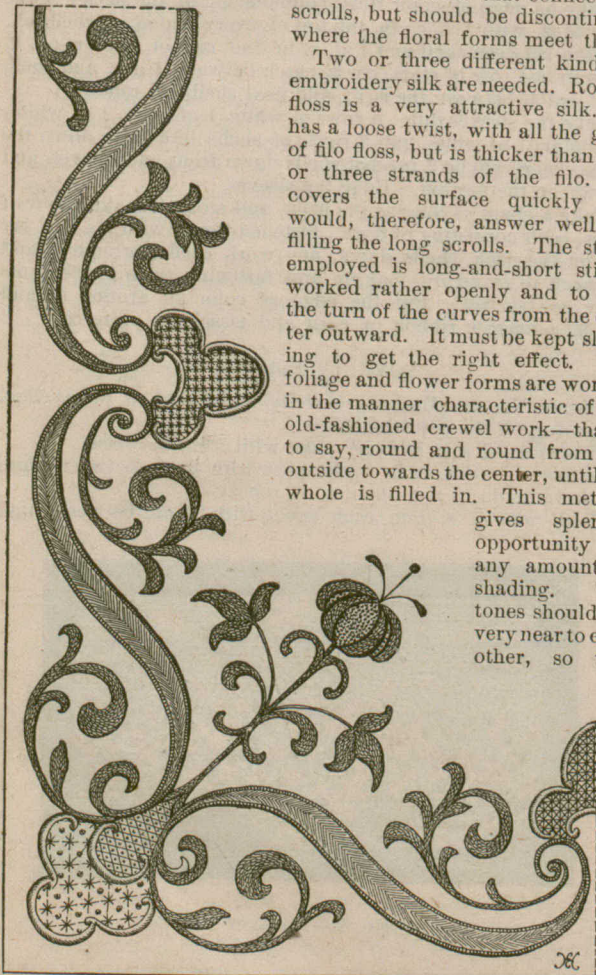 scrolls, but should be discontin
where the floral forms meet th
Two or three different kind
embroidery silk are needed. Ro
floss is a very attractive silk.
has a loose twist, with all the g
of filo floss, but is thicker than
or three strands of the filo.
covers the surface quickly
would, therefore, answer well
filling the long scrolls. The st
employed is long-and-short sti
worked rather openly and to
the turn of the curves from the
ter outward. It must be kept sl
ing to get the right effect.
foliage and flower forms are wor
in the manner characteristic of
old-fashioned crewel work—tha
to say, round and round from
outside towards the center, until
whole is filled in. This met
gives splen
opportunity
any amount
shading.
tones should
very near to e
other, so